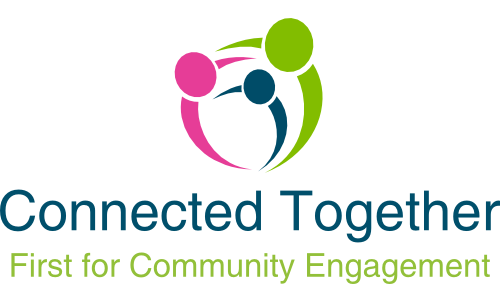 Connected Together
First for Community Engagement